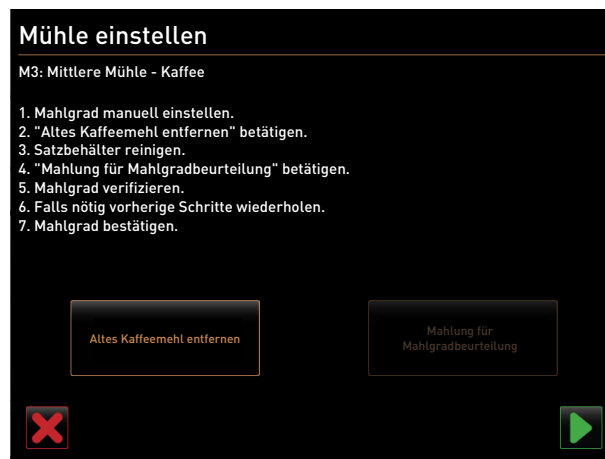 Mühle einstellen
M3: Mittlere Mühle - Kaffee
1. Mahlgrad manuell einstellen.
2. "Altes Kaffeemehl entfernen" betätigen.
3. Satzbehälter reinigen.
4. "Mahlung für Mahlgradbeurteilung" betätigen.
5. Mahlgrad verifizieren.
6. Falls nötig vorherige Schritte wiederholen.
7. Mahlgrad bestätigen.
Altes Kaffeemehl entfernen
Mahlung für
Mahlgradbeurteilung